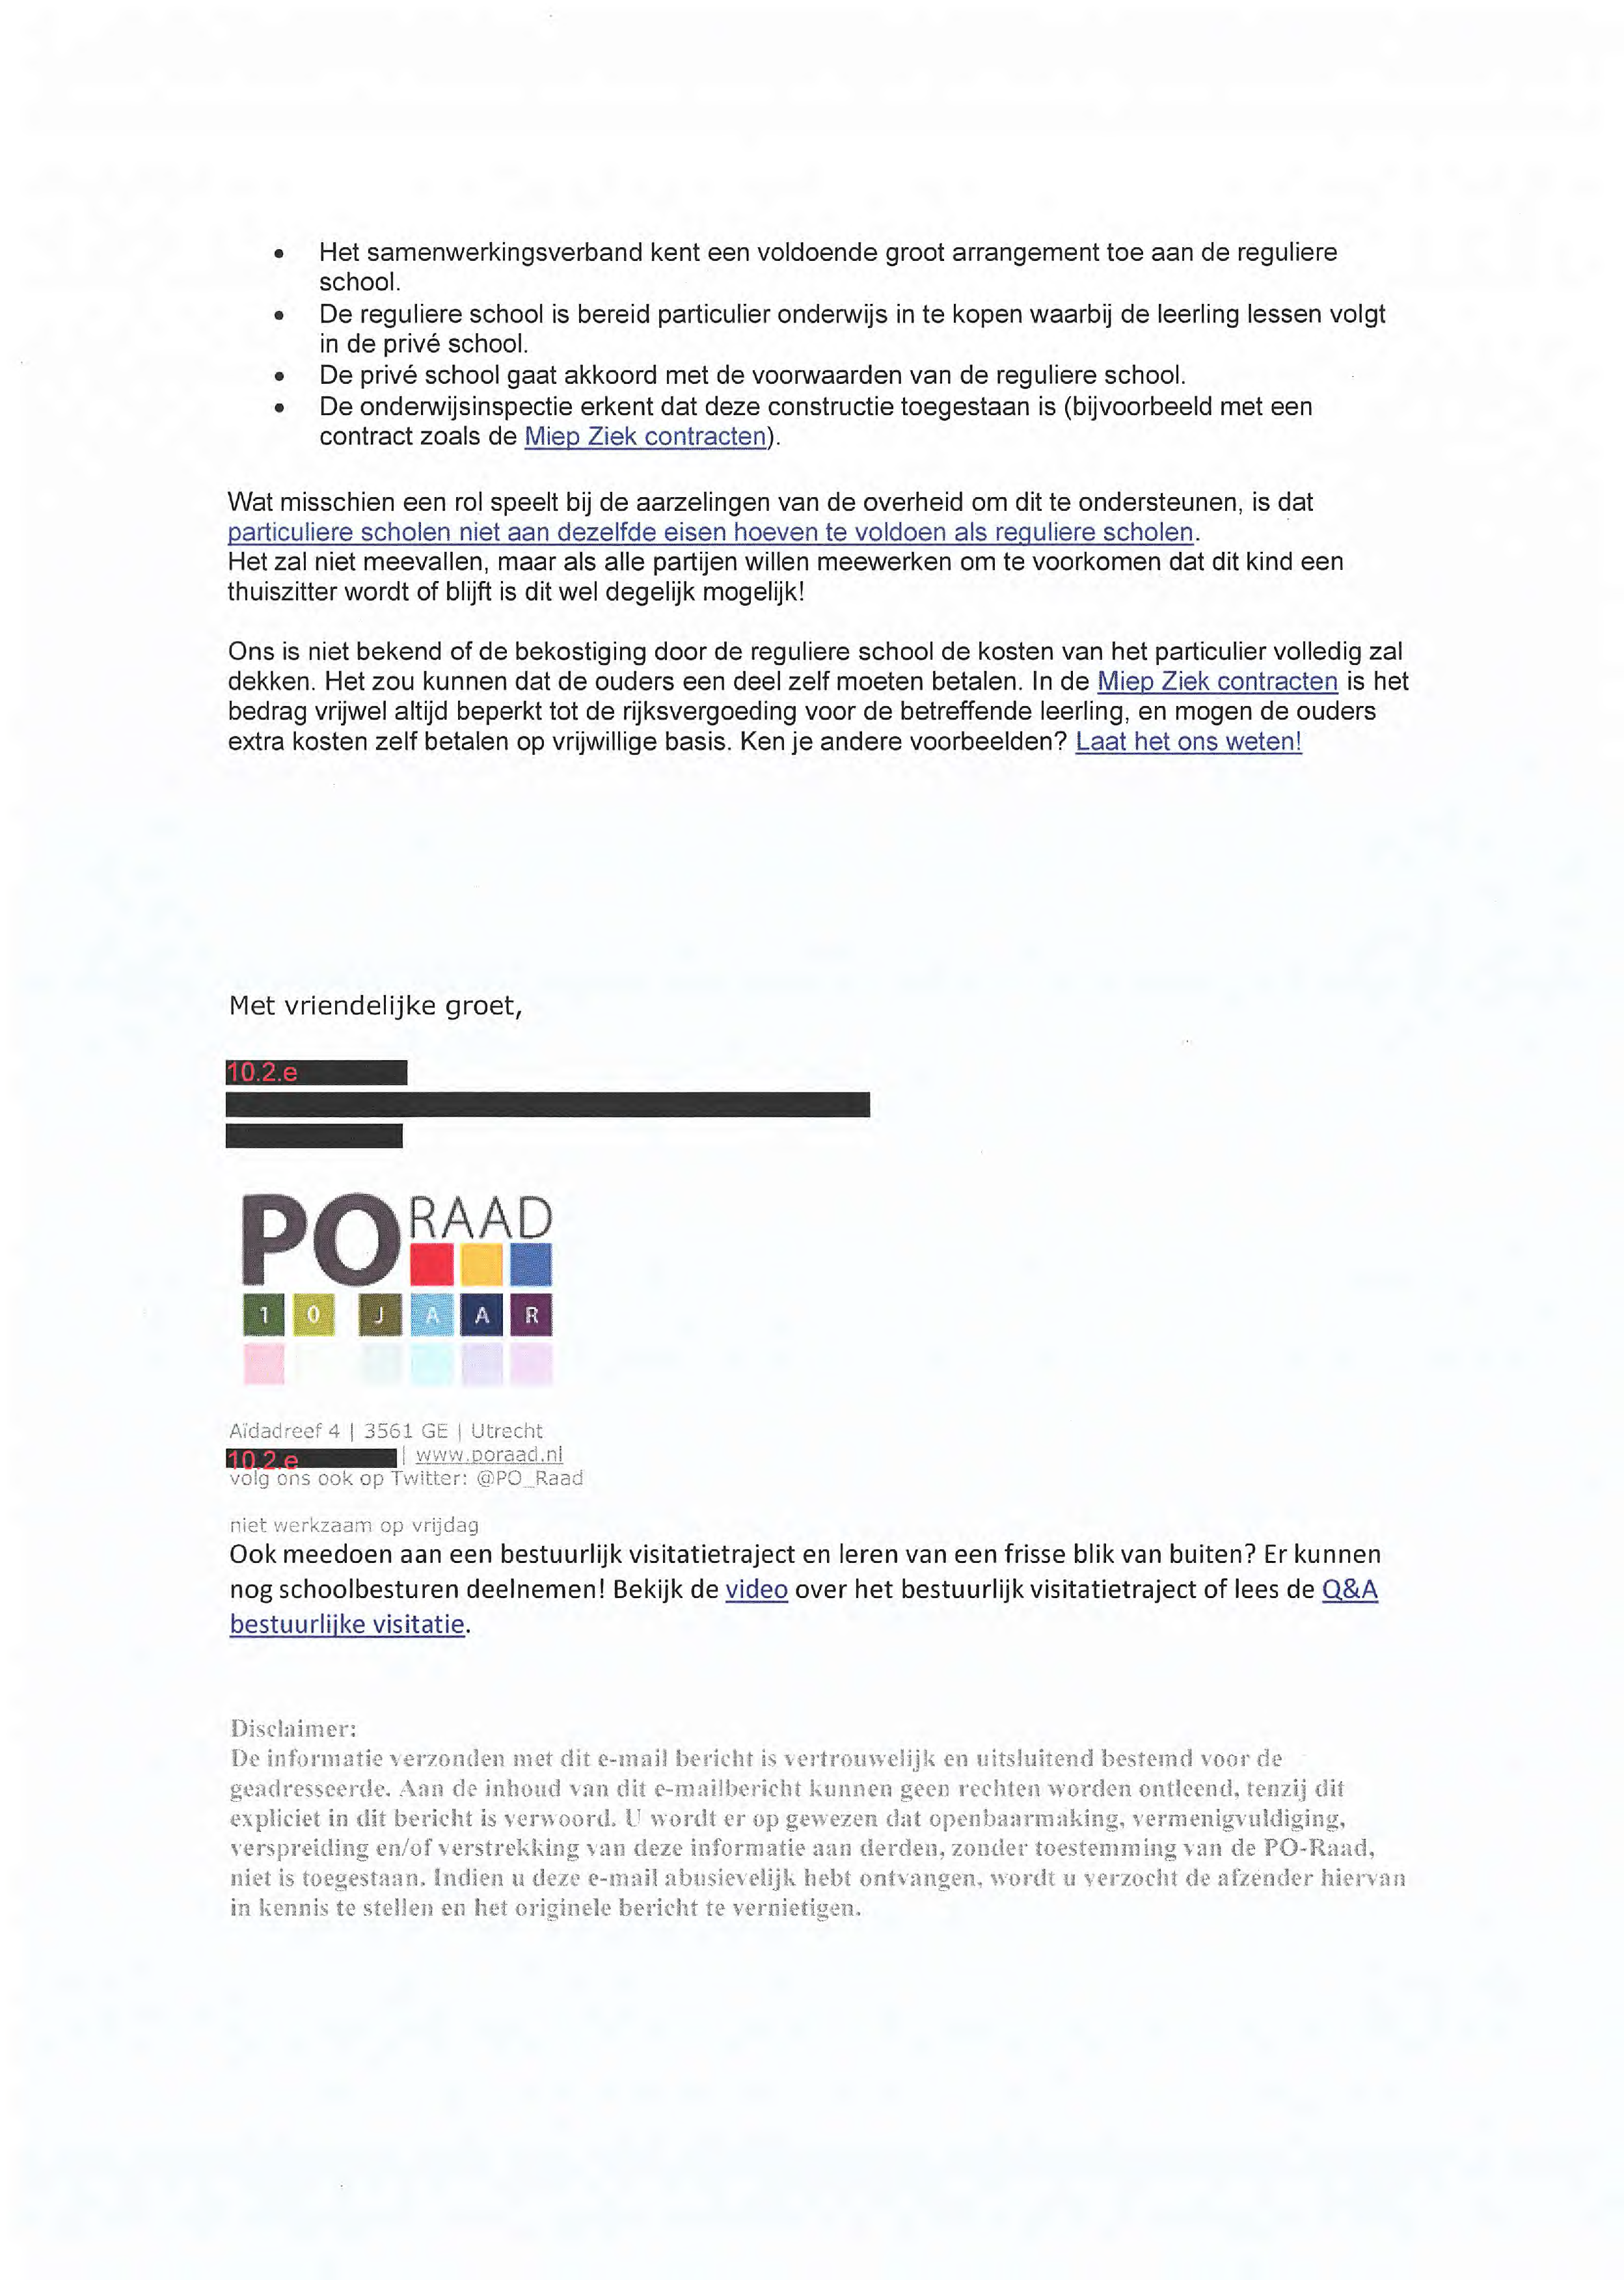 • Het samenwerkingsverband kent een voldoende groot arrangement toe aan de reguliere
school.
• De reguliere school is bereid particulier onderwijs in te kopen waarbij de leerling lessen volgt
in de privé school.
• De privé school gaat akkoord met de voorwaarden van de reguliere school.
• De onderwijsinspectie erkent dat deze constructie toegestaan is (bijvoorbeeld met een
contract zoals de Miep Ziek contracten).
Wat misschien een rol speelt bij de aarzelingen van de overheid om dit te ondersteunen, is dat
particuliere scholen niet aan dezelfde eisen hoeven te voldoen als reguliere scholen.
Het zal niet meevallen, maar als alle partijen willen meewerken om te voorkomen dat dit kind een
thuiszitter wordt of blijft is dit wel degelijk mogelijk!
Ons is niet bekend of de bekostiging door de reguliere school de kosten van het particulier volledig zal
dekken. Het zou kunnen dat de ouders een deel zelf moeten betalen. In de Miep Ziek contracten is het
bedrag vrijwel altijd beperkt tot de rijksvergoeding voor de betreffende leerling, en mogen de ouders
extra kosten zelf betalen op vrijwillige basis. Ken je andere voorbeelden? Laat het ons weten!
Met vriendelijke groet,
10.2.e
PO RAAD
10 JAAR
Aïdadreef 4 | 3561 GE | Utrecht
10.2.e | www.poraad.nl
volg ons ook op Twitter: @PO_Raad
niet werkzaam op vrijdag
Ook meedoen aan een bestuurlijk visitatietraject en leren van een frisse blik van buiten? Er kunnen
nog schoolbesturen deelnemen! Bekijk de video over het bestuurlijk visitatietraject of lees de Q&A
bestuurlijke visitatie.
Disclaimer:
De informatie verzonden met dit e-mail bericht is vertrouwelijk en uitsluitend bestemd voor de
geadresseerde. Aan de inhoud van dit e-mailbericht kunnen geen rechten worden ontleend, tenzij dit
expliciet in dit bericht is verwoord. U wordt er op gewezen dat openbaarmaking, vermenigvuldiging,
verspreiding en/of verstrekking van deze informatie aan derden, zonder toestemming van de PO-Raad,
niet is toegestaan. Indien u deze e-mail abusievelijk hebt ontvangen, wordt u verzocht de afzender hiervan
in kennis te stellen en het originele bericht te vernietigen.